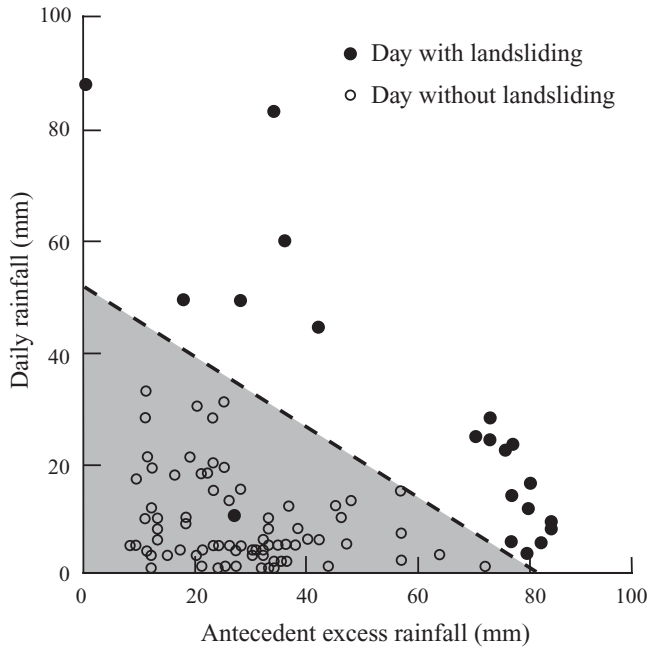 100
Day with landsliding
Day without landsliding
80
60
40
20
0
Daily rainfall (mm)
0 20 40 60 80 100
Antecedent excess rainfall (mm)